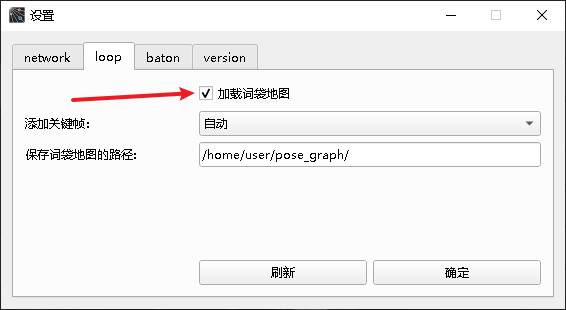 设置
network loop baton version
加载词袋地图
添加关键帧: 自动
保存词袋地图的路径: /home/user/pose_graph/
刷新 确定